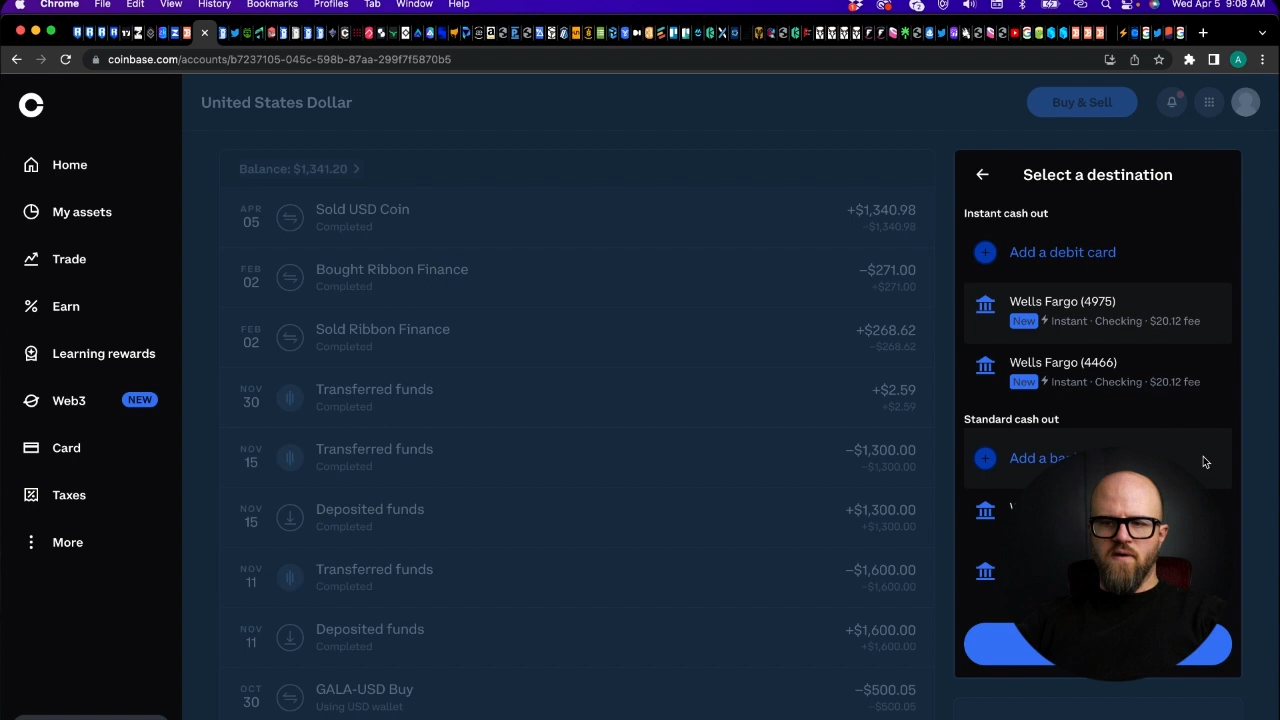 Chrome File Edit View History Bookmarks Profiles Tab Window Help Wed Apr 5 9:08 AM
coinbase.com/accounts/b7237105-045c-598b-87aa-299f7f5870b5
A
United States Dollar
Buy & Sell
Home
My assets
Trade
Earn
Learning rewards
Web3 NEW
Card
Taxes
More
Balance: $1,341.20
APR 05
Sold USD Coin
Completed
+$1,340.98
−$1,340.98
FEB 02
Bought Ribbon Finance
Completed
−$271.00
+$271.00
FEB 02
Sold Ribbon Finance
Completed
+$268.62
−$268.62
NOV 30
Transferred funds
Completed
+$2.59
+$2.59
NOV 15
Transferred funds
Completed
−$1,300.00
−$1,300.00
NOV 15
Deposited funds
Completed
+$1,300.00
+$1,300.00
NOV 11
Transferred funds
Completed
−$1,600.00
−$1,600.00
NOV 11
Deposited funds
Completed
+$1,600.00
+$1,600.00
OCT 30
GALA-USD Buy
Using USD wallet
−$500.05
−$500.05
Select a destination
Instant cash out
Add a debit card
Wells Fargo (4975)
New Instant · Checking · $20.12 fee
Wells Fargo (4466)
New Instant · Checking · $20.12 fee
Standard cash out
Add a